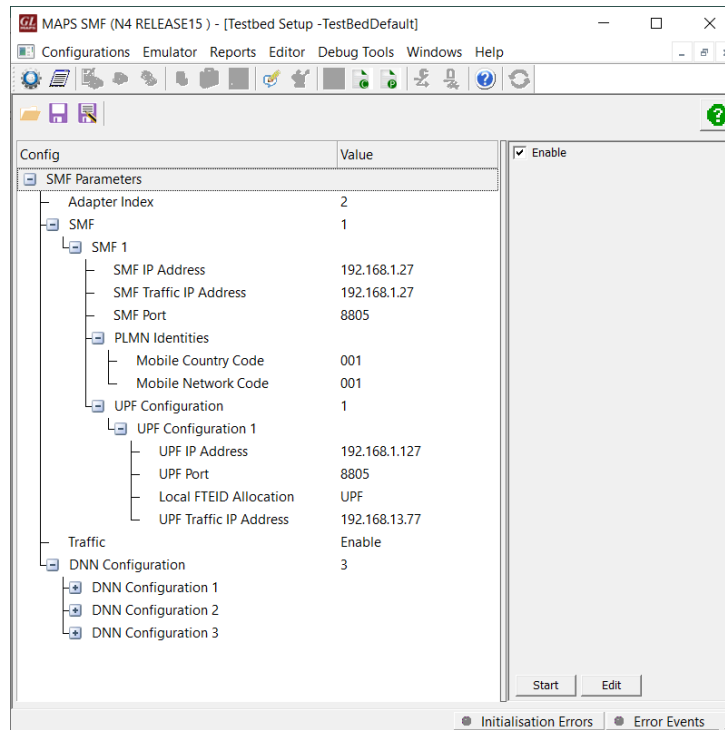 GL MAPS SMF (N4 RELEASE15 ) - [Testbed Setup -TestBedDefault]
Configurations Emulator Reports Editor Debug Tools Windows Help
Config Value
SMF Parameters
Adapter Index 2
SMF 1
SMF 1
SMF IP Address 192.168.1.27
SMF Traffic IP Address 192.168.1.27
SMF Port 8805
PLMN Identities
Mobile Country Code 001
Mobile Network Code 001
UPF Configuration 1
UPF Configuration 1
UPF IP Address 192.168.1.127
UPF Port 8805
Local FTEID Allocation UPF
UPF Traffic IP Address 192.168.13.77
Traffic Enable
DNN Configuration 3
DNN Configuration 1
DNN Configuration 2
DNN Configuration 3
Enable
Start Edit
Initialisation Errors Error Events